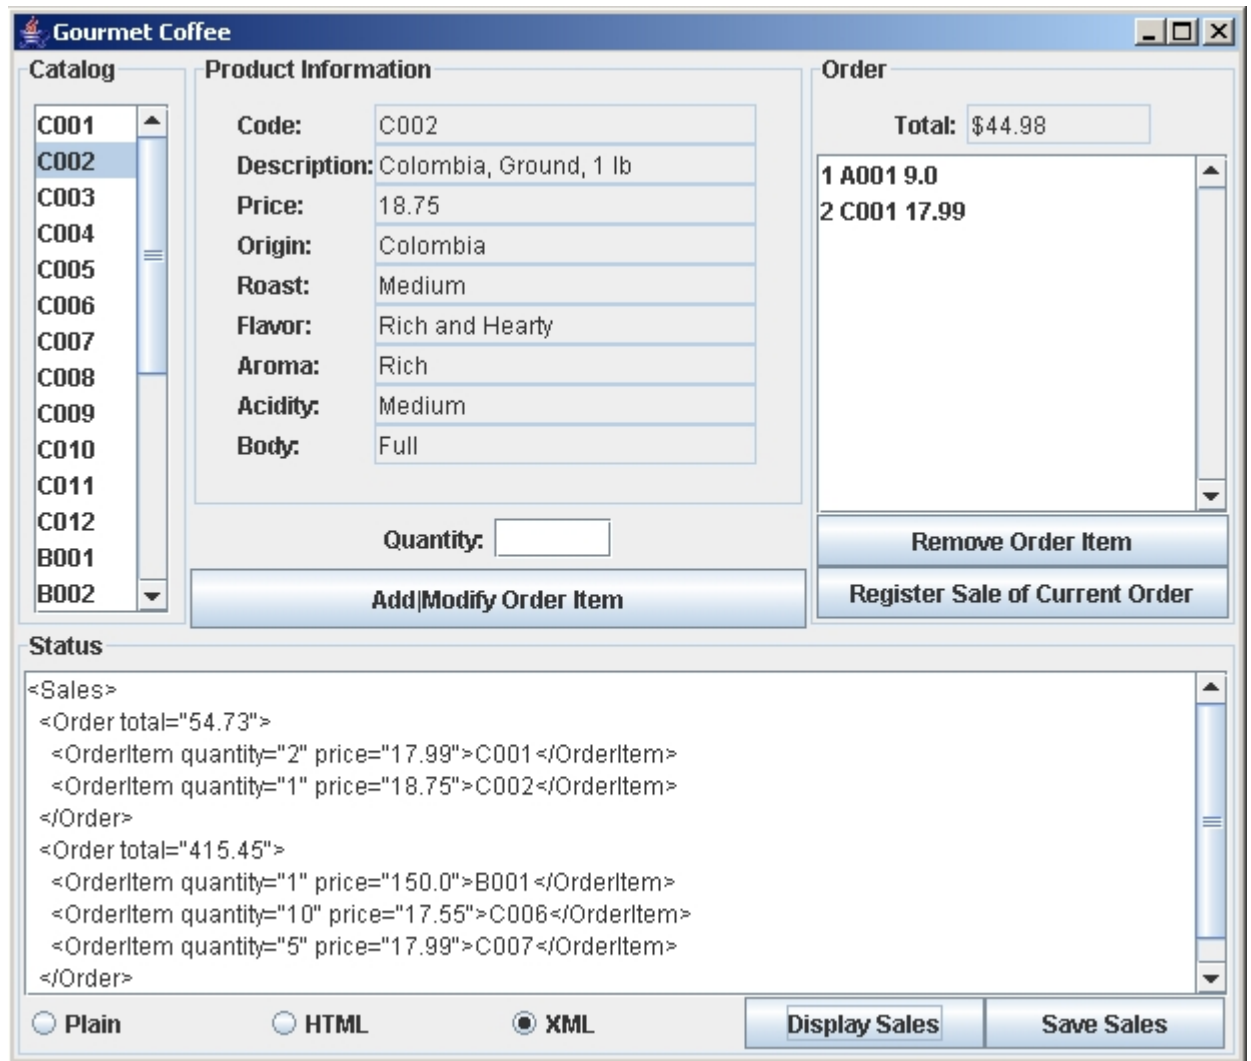 Gourmet Coffee
Catalog
C001
C002
C003
C004
C005
C006
C007
C008
C009
C010
C011
C012
B001
B002
Product Information
Code: C002
Description: Colombia, Ground, 1 lb
Price: 18.75
Origin: Colombia
Roast: Medium
Flavor: Rich and Hearty
Aroma: Rich
Acidity: Medium
Body: Full
Quantity:
Add|Modify Order Item
Order
Total: $44.98
1 A001 9.0
2 C001 17.99
Remove Order Item
Register Sale of Current Order
Status
<Sales>
<Order total="54.73">
<OrderItem quantity="2" price="17.99">C001</OrderItem>
<OrderItem quantity="1" price="18.75">C002</OrderItem>
</Order>
<Order total="415.45">
<OrderItem quantity="1" price="150.0">B001</OrderItem>
<OrderItem quantity="10" price="17.55">C006</OrderItem>
<OrderItem quantity="5" price="17.99">C007</OrderItem>
</Order>
Plain HTML XML Display Sales Save Sales